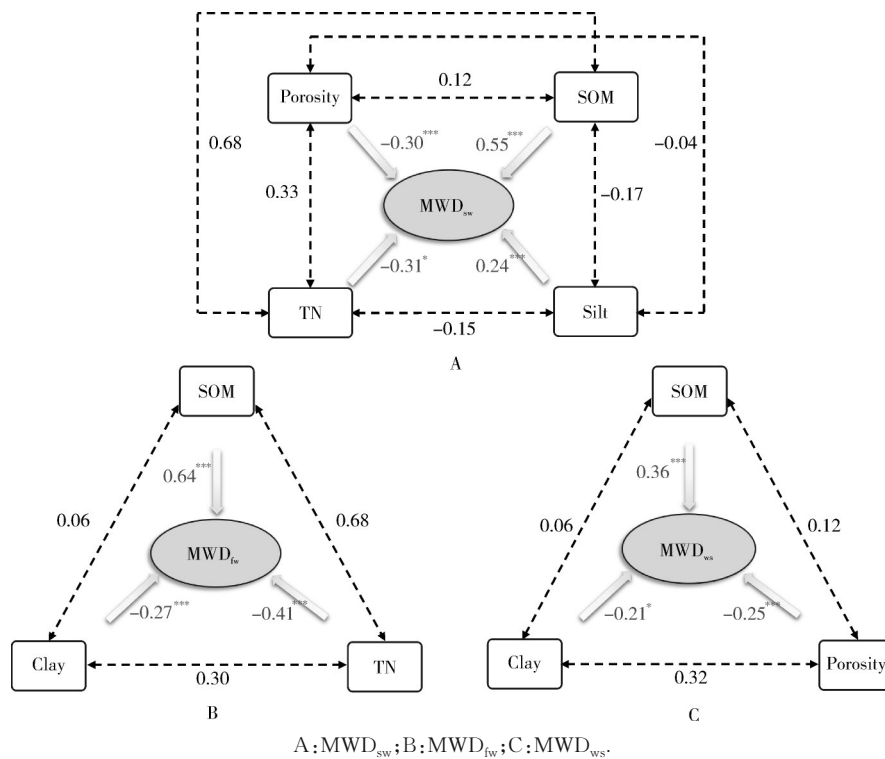 Porosity
0.12
SOM
0.68
-0.30***
0.55***
-0.04
0.33
MWDsw
-0.17
-0.31*
0.24***
TN
-0.15
Silt
A
SOM
0.64***
0.06
0.68
MWDfw
-0.27***
-0.41***
Clay
0.30
TN
B
SOM
0.36***
0.06
0.12
MWDws
-0.21*
-0.25***
Clay
0.32
Porosity
C
A:MWDsw;B:MWDfw;C:MWDws.